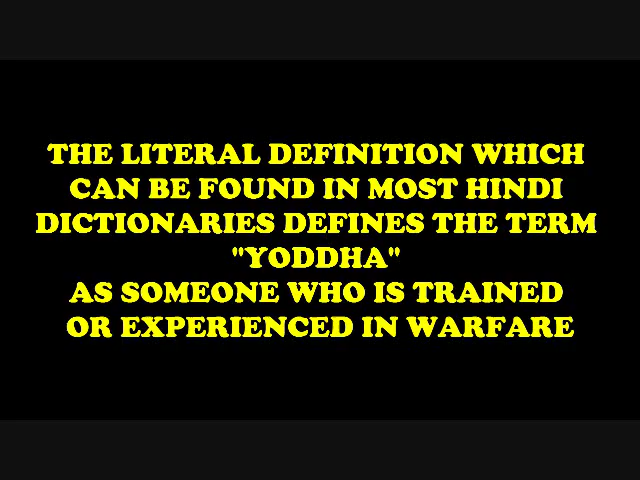 THE LITERAL DEFINITION WHICH
CAN BE FOUND IN MOST HINDI
DICTIONARIES DEFINES THE TERM
"YODDHA"
AS SOMEONE WHO IS TRAINED
OR EXPERIENCED IN WARFARE